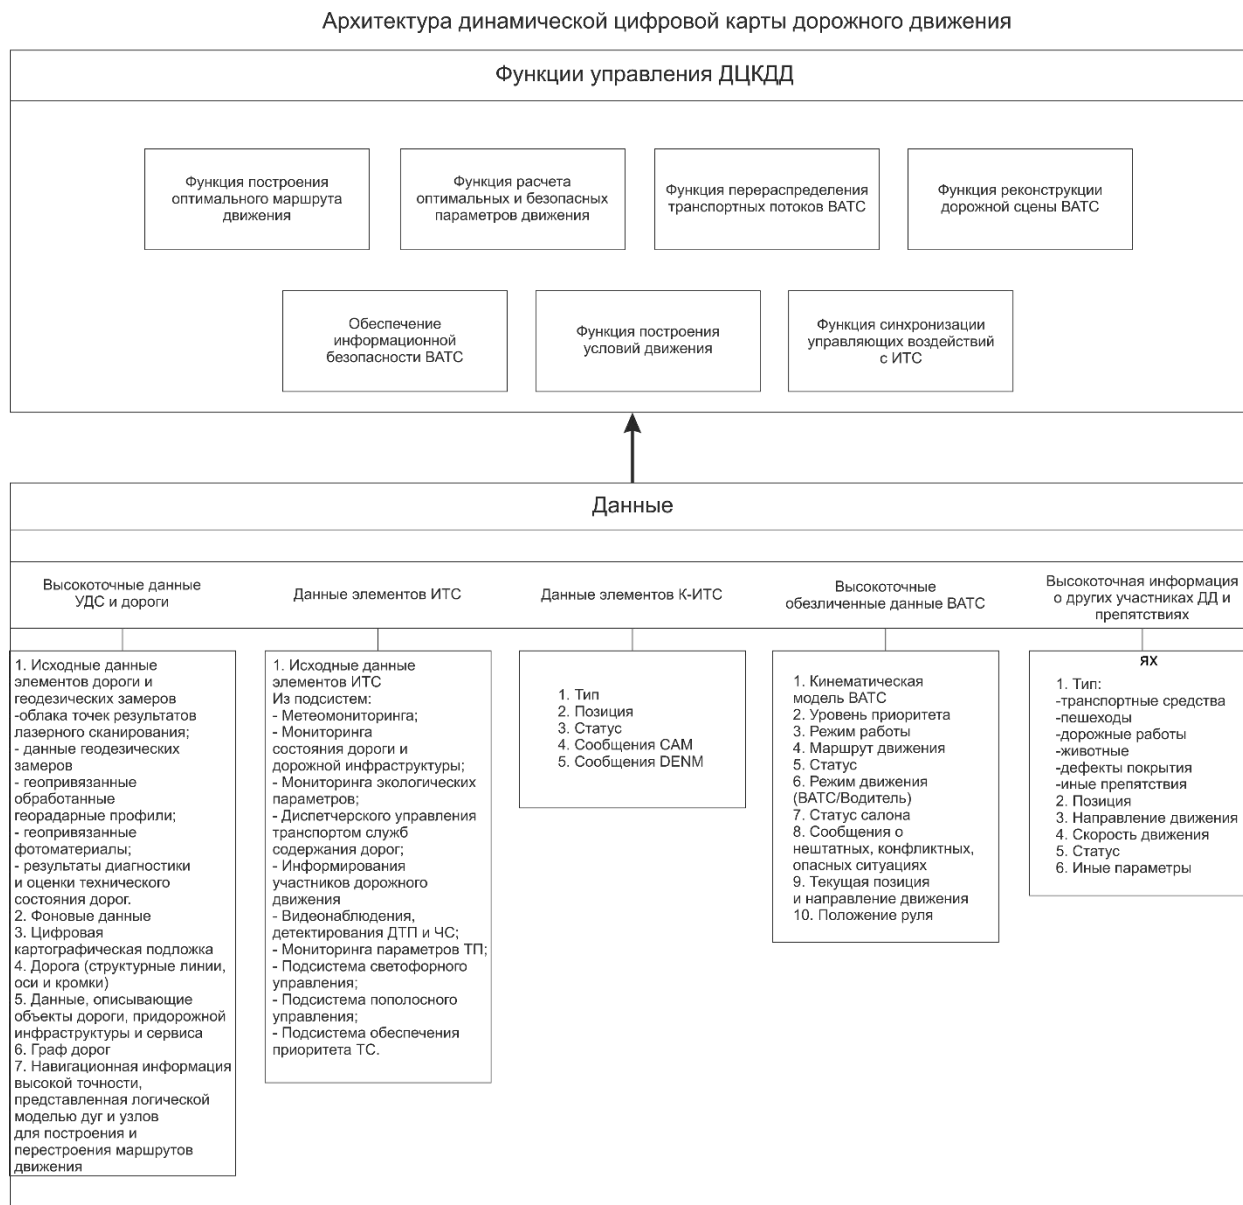 Архитектура динамической цифровой карты дорожного движения
Функции управления ДЦКДД
Функция построения
оптимального маршрута
движения
Функция расчета
оптимальных и безопасных
параметров движения
Функция перераспределения
транспортных потоков ВАТС
Функция реконструкции
дорожной сцены ВАТС
Обеспечение
информационной
безопасности ВАТС
Функция построения
условий движения
Функция синхронизации
управляющих воздействий
с ИТС
Данные
Высокоточные данные
УДС и дороги
Данные элементов ИТС
Данные элементов К-ИТС
Высокоточные
обезличенные данные ВАТС
Высокоточная информация
о других участниках ДД и
препятствиях
1. Исходные данные
элементов дороги и
геодезических замеров
-облака точек результатов
лазерного сканирования;
- данные геодезических
замеров
- геопривязанные
обработанные
георадарные профили;
- геопривязанные
фотоматериалы;
- результаты диагностики
и оценки технического
состояния дорог.
2. Фоновые данные
3. Цифровая
картографическая подложка
4. Дорога (структурные линии,
оси и кромки)
5. Данные, описывающие
объекты дороги, придорожной
инфраструктуры и сервиса
6. Граф дорог
7. Навигационная информация
высокой точности,
представленная логической
моделью дуг и узлов
для построения и
перестроения маршрутов
движения
1. Исходные данные
элементов ИТС
Из подсистем:
- Метеомониторинга;
- Мониторинга
состояния дороги и
дорожной инфраструктуры;
- Мониторинга экологических
параметров;
- Диспетчерского управления
транспортом служб
содержания дорог;
- Информирования
участников дорожного
движения
- Видеонаблюдения,
детектирования ДТП и ЧС;
- Мониторинга параметров ТП;
- Подсистема светофорного
управления;
- Подсистема пополосного
управления;
- Подсистема обеспечения
приоритета ТС.
1. Тип
2. Позиция
3. Статус
4. Сообщения CAM
5. Сообщения DENM
1. Кинематическая
модель ВАТС
2. Уровень приоритета
3. Режим работы
4. Маршрут движения
5. Статус
6. Режим движения
(ВАТС/Водитель)
7. Статус салона
8. Сообщения о
нештатных, конфликтных,
опасных ситуациях
9. Текущая позиция
и направление движения
10. Положение руля
ЯХ
1. Тип:
-транспортные средства
-пешеходы
-дорожные работы
-животные
-дефекты покрытия
-иные препятствия
2. Позиция
3. Направление движения
4. Скорость движения
5. Статус
6. Иные параметры